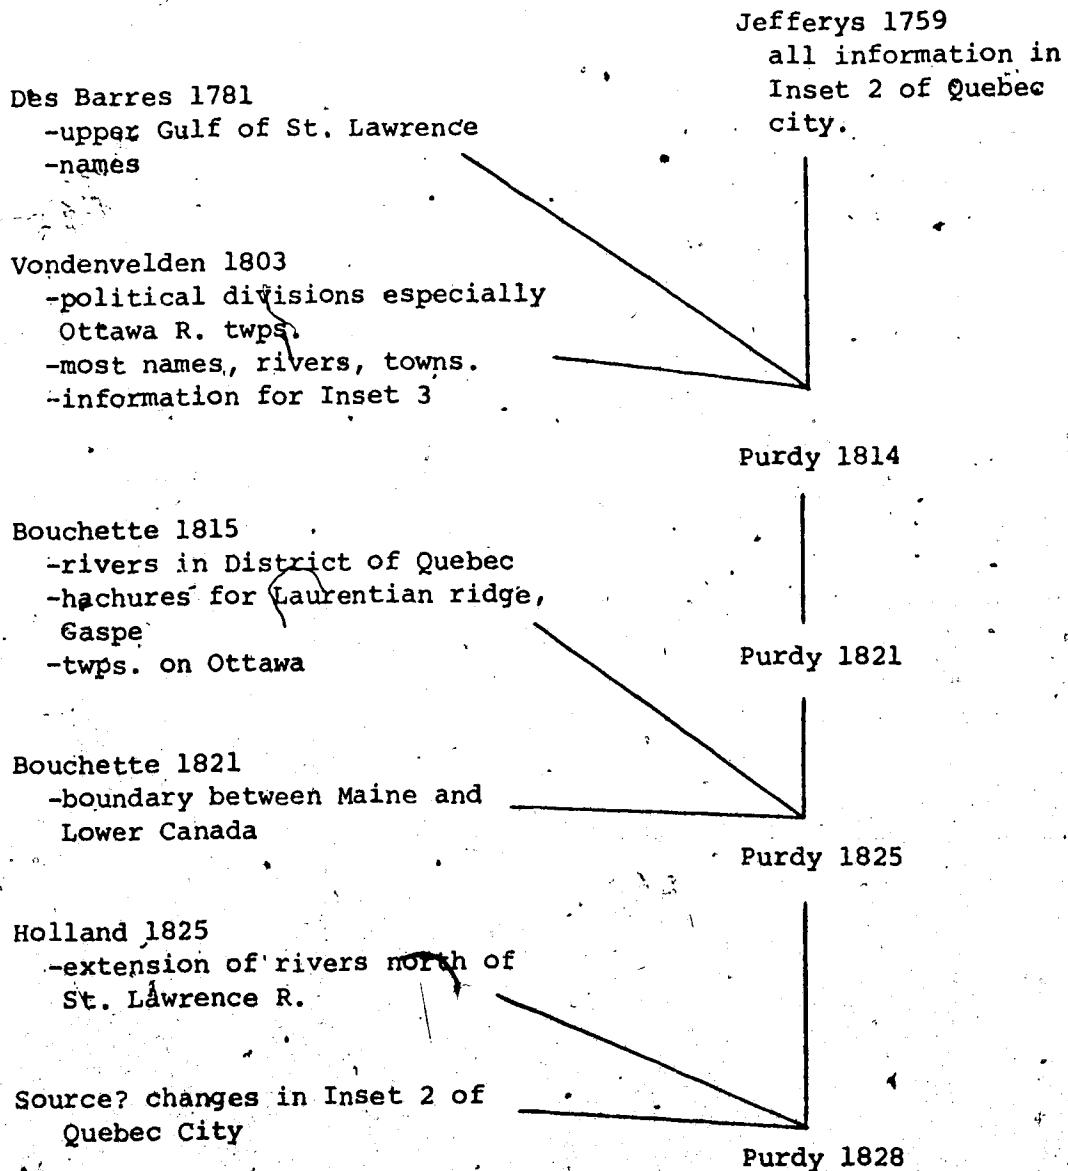 Jefferys 1759
all information in
Inset 2 of Quebec
city.
Des Barres 1781
-upper Gulf of St. Lawrence
-names
Vondenvelden 1803
-political divisions especially
Ottawa R. twps.
-most names, rivers, towns.
-information for Inset 3
Purdy 1814
Bouchette 1815
-rivers in District of Quebec
-hachures for Laurentian ridge,
Gaspe
-twps. on Ottawa
Purdy 1821
Bouchette 1821
-boundary between Maine and
Lower Canada
Purdy 1825
Holland 1825
-extension of rivers north of
St. Lawrence R.
Source? changes in Inset 2 of
Quebec City
Purdy 1828